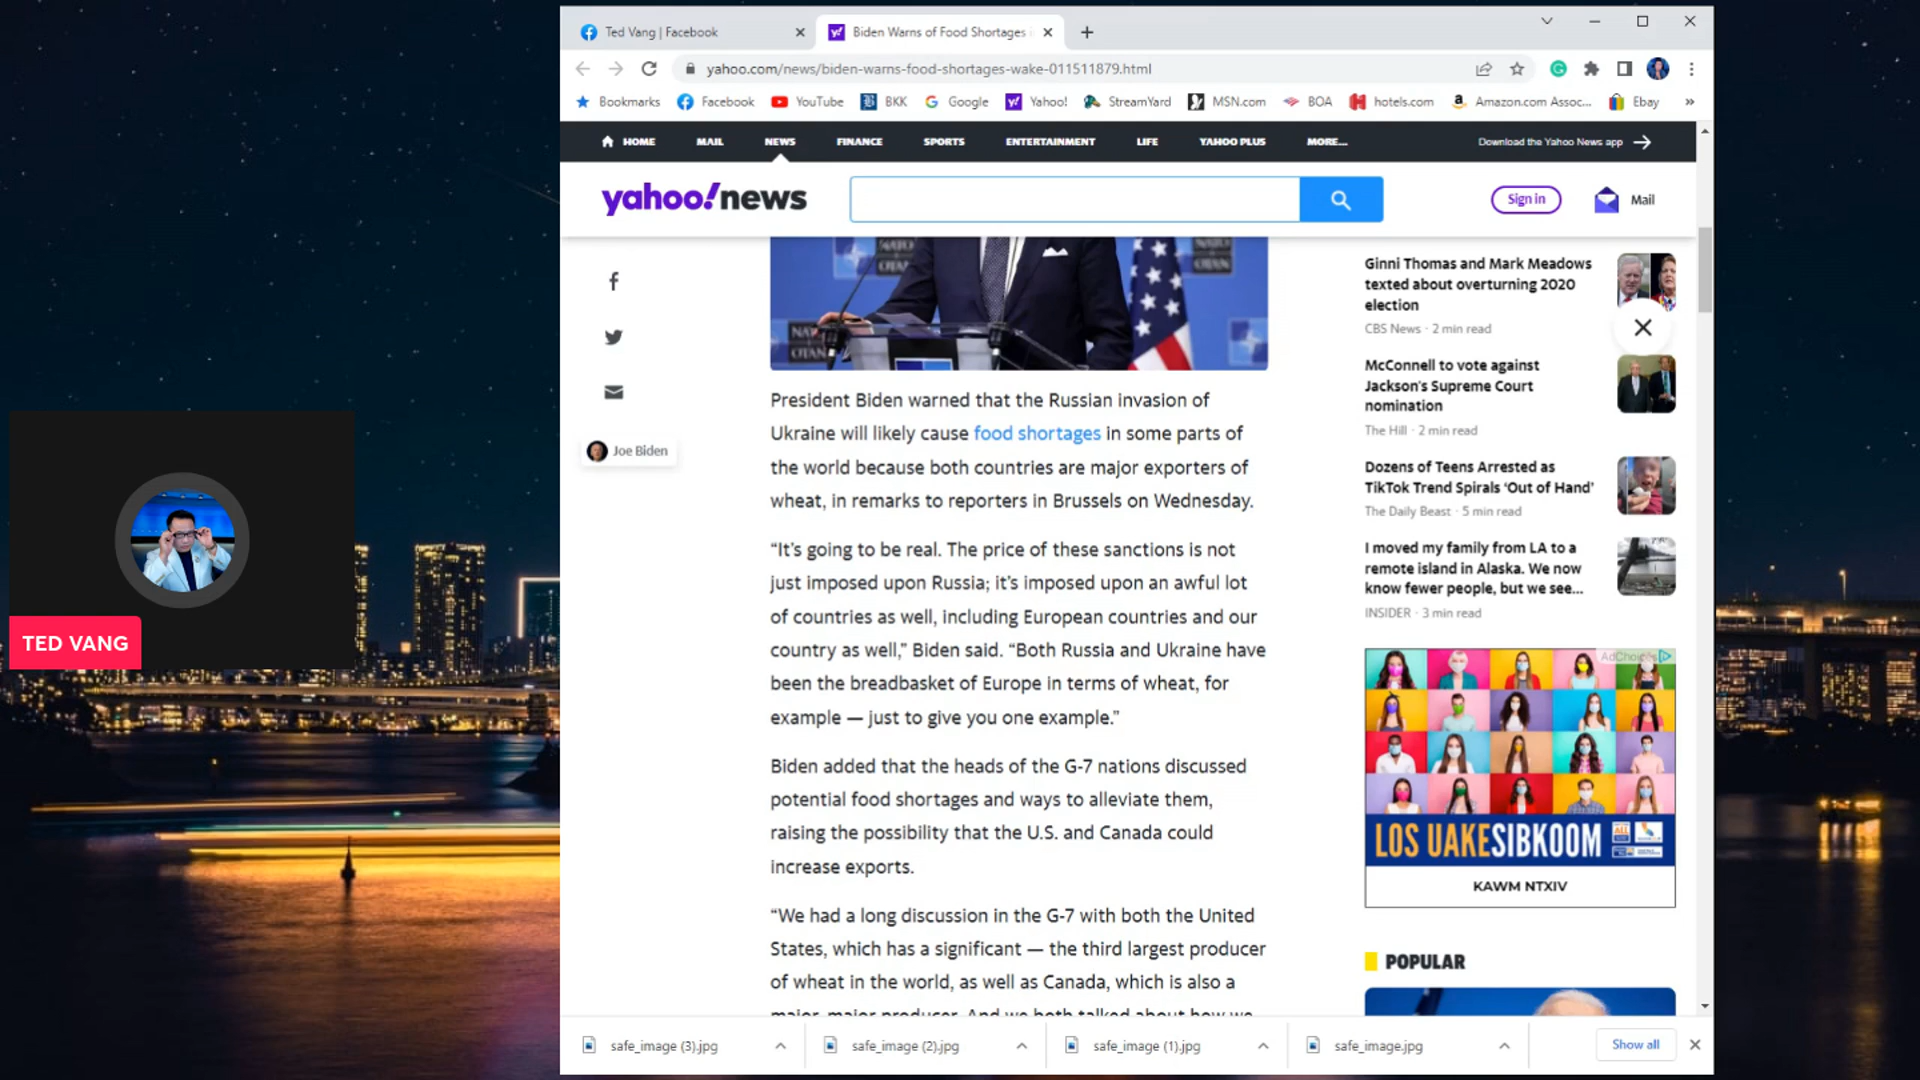 Ted Vang | Facebook
Biden Warns of Food Shortages
yahoo.com/news/biden-warns-food-shortages-wake-011511879.html
Bookmarks Facebook YouTube BKK Google Yahoo! StreamYard MSN.com BOA hotels.com Amazon.com Assoc... Ebay »
HOME MAIL NEWS FINANCE SPORTS ENTERTAINMENT LIFE YAHOO PLUS MORE... Download the Yahoo News app
yahoo!news
Sign in
Mail
NATO
OTAN
Joe Biden
President Biden warned that the Russian invasion of
Ukraine will likely cause food shortages in some parts of
the world because both countries are major exporters of
wheat, in remarks to reporters in Brussels on Wednesday.
“It’s going to be real. The price of these sanctions is not
just imposed upon Russia; it’s imposed upon an awful lot
of countries as well, including European countries and our
country as well,” Biden said. “Both Russia and Ukraine have
been the breadbasket of Europe in terms of wheat, for
example — just to give you one example.”
Biden added that the heads of the G-7 nations discussed
potential food shortages and ways to alleviate them,
raising the possibility that the U.S. and Canada could
increase exports.
“We had a long discussion in the G-7 with both the United
States, which has a significant — the third largest producer
of wheat in the world, as well as Canada, which is also a
major, major producer. And we both talked about how we
Ginni Thomas and Mark Meadows
texted about overturning 2020
election
CBS News · 2 min read
McConnell to vote against
Jackson's Supreme Court
nomination
The Hill · 2 min read
Dozens of Teens Arrested as
TikTok Trend Spirals ‘Out of Hand’
The Daily Beast · 5 min read
I moved my family from LA to a
remote island in Alaska. We now
know fewer people, but we see...
INSIDER · 3 min read
AdChoices
LOS UAKESIBKOOM
KAWM NTXIV
POPULAR
TED VANG
safe_image (3).jpg
safe_image (2).jpg
safe_image (1).jpg
safe_image.jpg
Show all